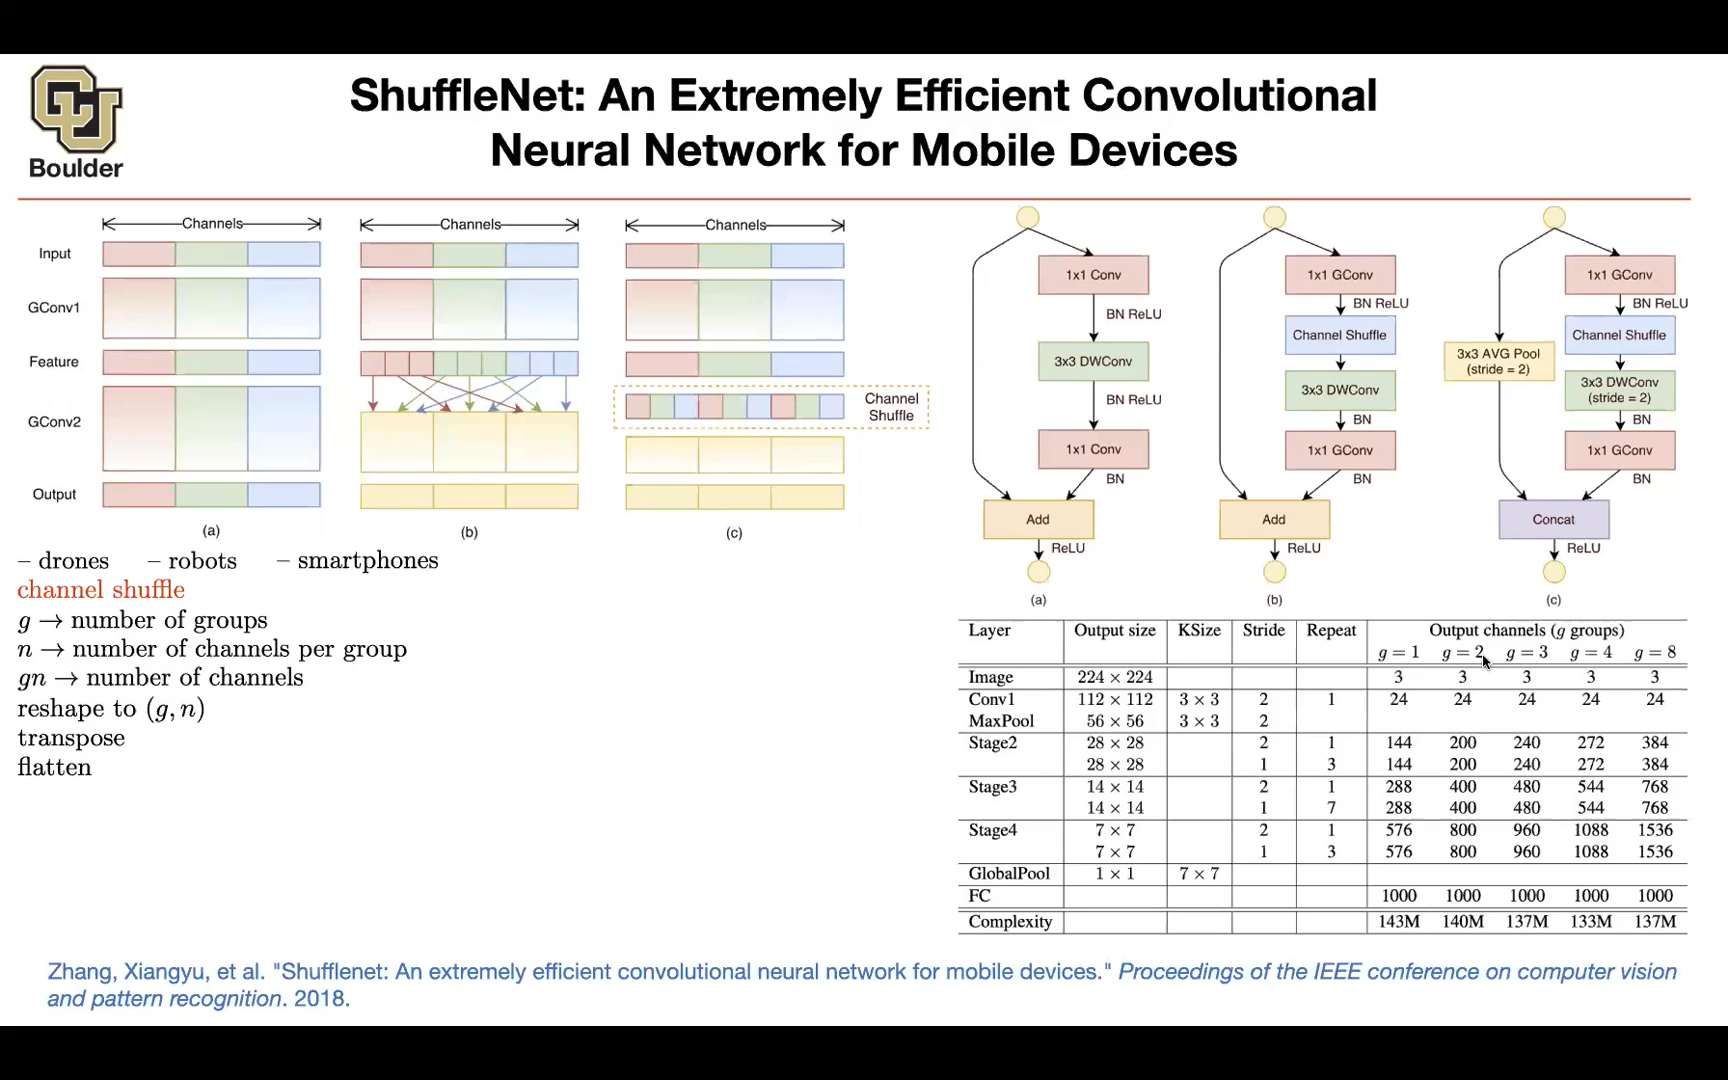 Boulder
ShuffleNet: An Extremely Efficient Convolutional
Neural Network for Mobile Devices
Channels Channels Channels
Input
GConv1
Feature
GConv2
Channel
Shuffle
Output
(a) (b) (c)
1x1 Conv
BN ReLU
3x3 DWConv
BN ReLU
1x1 Conv
BN
Add
ReLU
(a)
1x1 GConv
BN ReLU
Channel Shuffle
3x3 DWConv
BN
1x1 GConv
BN
Add
ReLU
(b)
3x3 AVG Pool
(stride = 2)
1x1 GConv
BN ReLU
Channel Shuffle
3x3 DWConv
(stride = 2)
BN
1x1 GConv
BN
Concat
ReLU
(c)
– drones – robots – smartphones
channel shuffle
g → number of groups
n → number of channels per group
gn → number of channels
reshape to (g, n)
transpose
flatten
Layer Output size KSize Stride Repeat Output channels (g groups)
g = 1 g = 2 g = 3 g = 4 g = 8
Image 224 × 224 3 3 3 3 3
Conv1 112 × 112 3 × 3 2 1 24 24 24 24 24
MaxPool 56 × 56 3 × 3 2
Stage2 28 × 28 2 1 144 200 240 272 384
28 × 28 1 3 144 200 240 272 384
Stage3 14 × 14 2 1 288 400 480 544 768
14 × 14 1 7 288 400 480 544 768
Stage4 7 × 7 2 1 576 800 960 1088 1536
7 × 7 1 3 576 800 960 1088 1536
GlobalPool 1 × 1 7 × 7
FC 1000 1000 1000 1000 1000
Complexity 143M 140M 137M 133M 137M
Zhang, Xiangyu, et al. "Shufflenet: An extremely efficient convolutional neural network for mobile devices." Proceedings of the IEEE conference on computer vision
and pattern recognition. 2018.